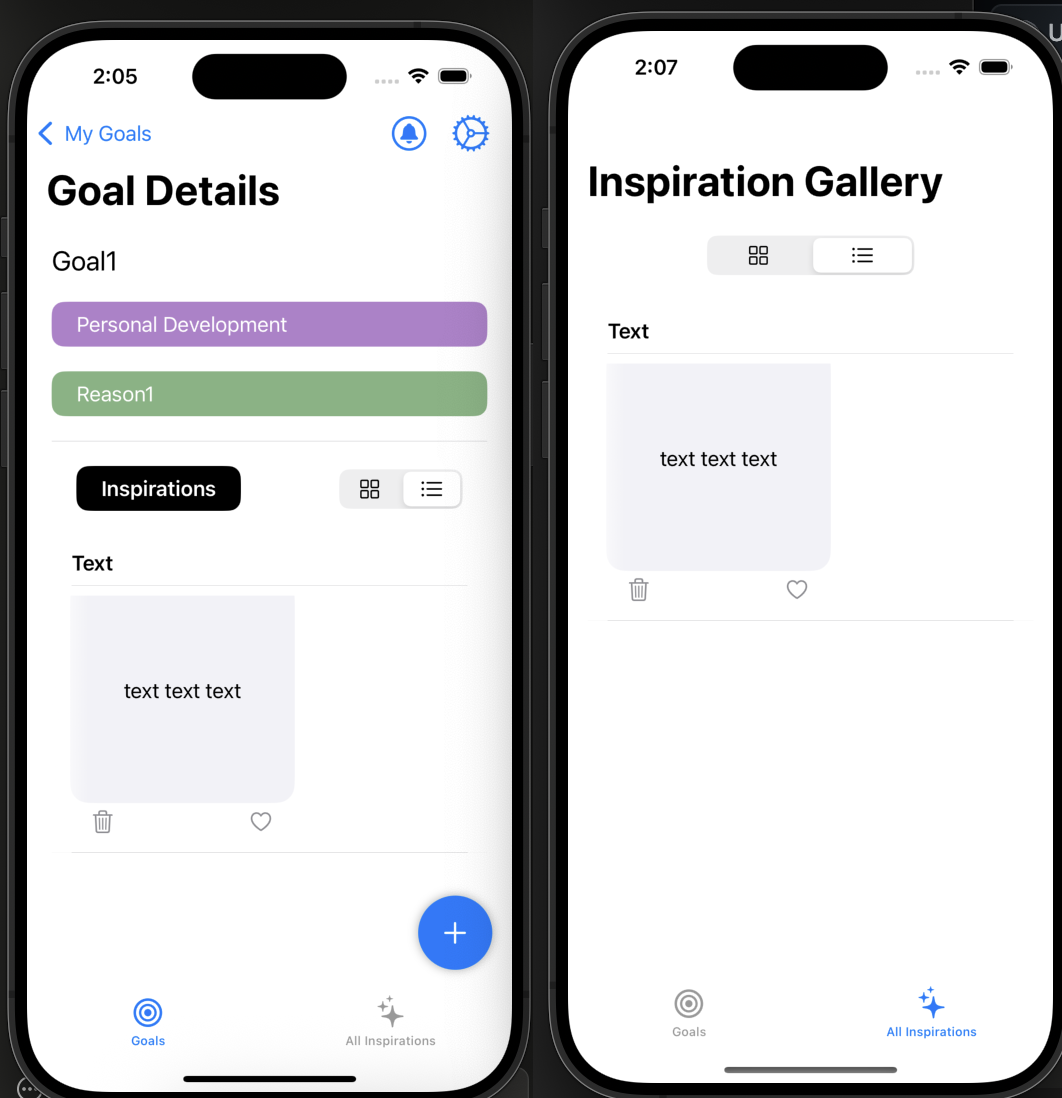 2:05
My Goals
Goal Details
Goal1
Personal Development
Reason1
Inspirations
Text
text text text
Goals
All Inspirations
2:07
Inspiration Gallery
Text
text text text
Goals
All Inspirations
U